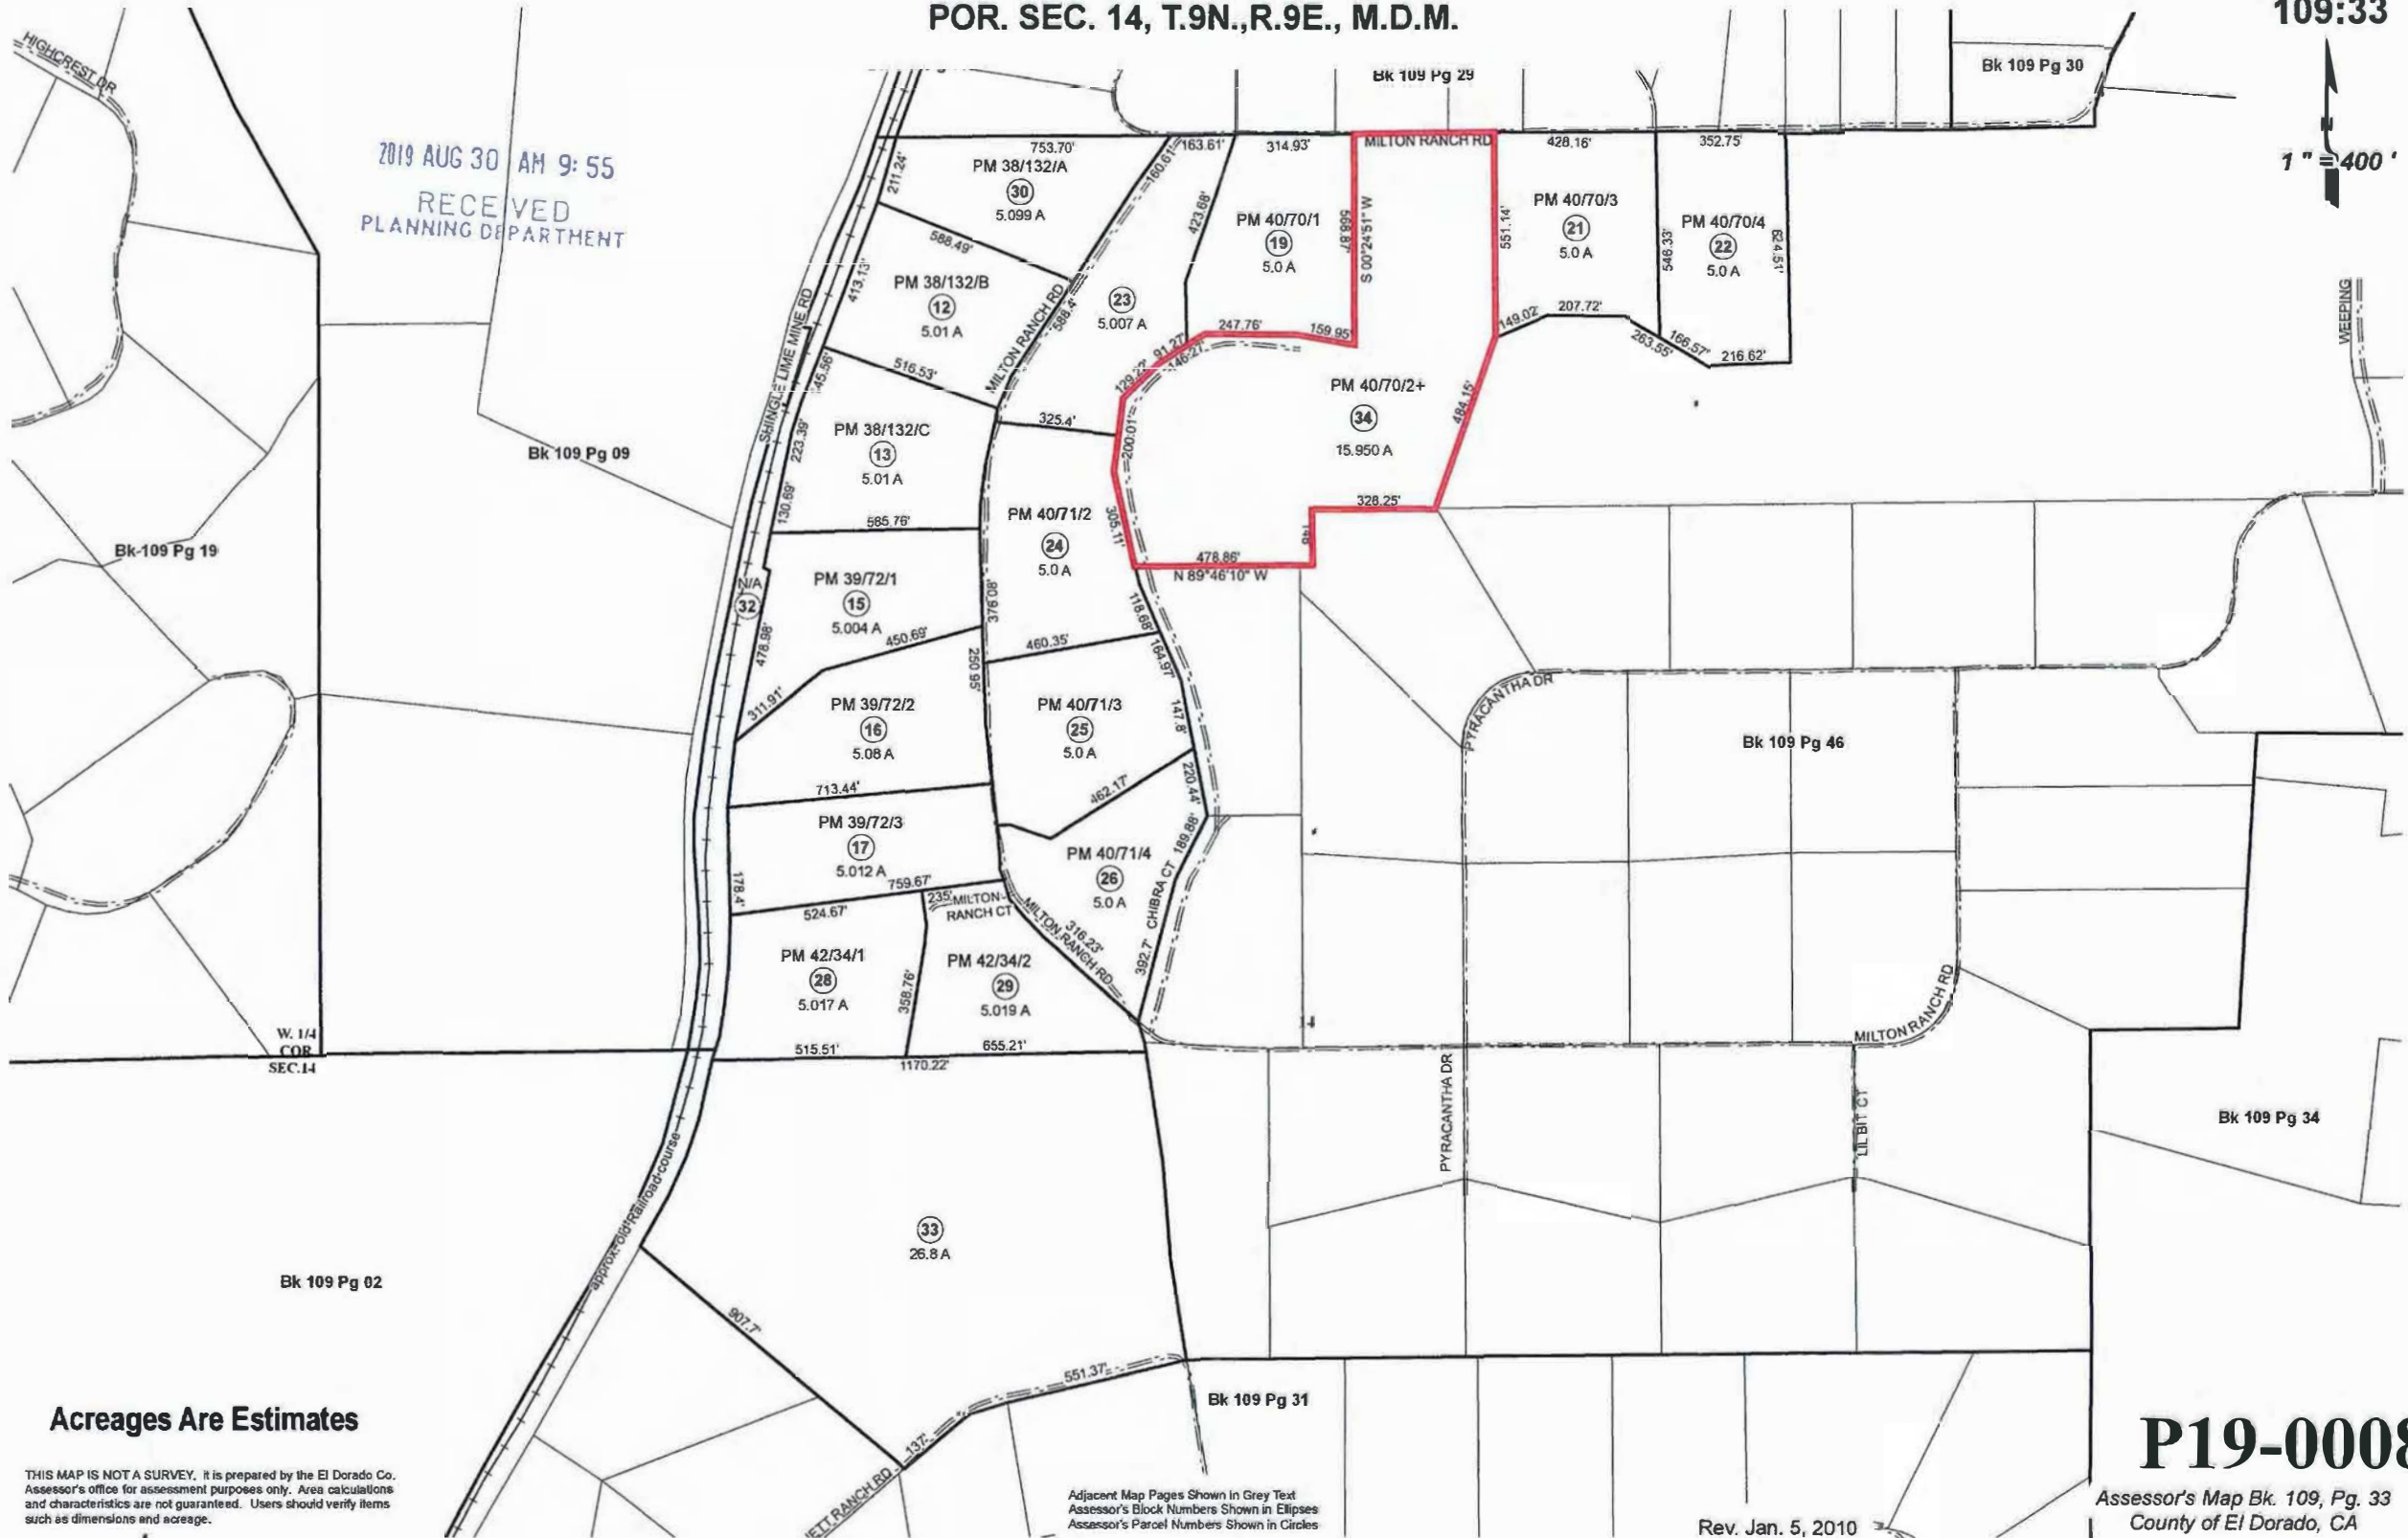 POR. SEC. 14, T.9N.,R.9E., M.D.M.
109:33
HIGHCREST DR
Bk 109 Pg 29
Bk 109 Pg 30
N
1 " = 400 '
2019 AUG 30 AM 9: 55
RECEIVED
PLANNING DEPARTMENT
753.70'
PM 38/132/A
30
5.099 A
211.24'
160.61'
163.61'
314.93'
MILTON RANCH RD
428.16'
352.75'
588.49'
423.68'
PM 40/70/1
19
5.0 A
S 00°24'51" W
551.14'
PM 40/70/3
21
5.0 A
546.33'
PM 40/70/4
22
5.0 A
624.51'
413.13'
PM 38/132/B
12
5.01 A
MILTON RANCH RD
588.4'
23
5.007 A
247.76'
159.95'
91.27'
146.27'
149.02'
207.72'
263.55'
166.57'
216.62'
WEEPING
SHINGLE LIME MINE RD
45.56'
516.53'
PM 40/70/2+
34
15.950 A
484.15'
325.4'
200.01'
223.39'
PM 38/132/C
13
5.01 A
130.69'
585.76'
PM 40/71/2
24
5.0 A
305.11'
328.25'
148
478.86'
N 89°46'10" W
Bk 109 Pg 09
Bk-109 Pg 19
N/A
32
PM 39/72/1
15
5.004 A
376.08'
118.68'
478.98'
450.69'
460.35'
164.97'
250.95'
311.91'
PM 39/72/2
16
5.08 A
PM 40/71/3
25
5.0 A
147.8'
PYRACANTHA DR
Bk 109 Pg 46
713.44'
462.17'
220.44'
PM 39/72/3
17
5.012 A
PM 40/71/4
26
5.0 A
189.88'
178.4'
759.67'
524.67'
235'
MILTON-
RANCH CT
MILTON RANCH RD
316.23'
CHIBRA CT
392.7'
PM 42/34/1
28
5.017 A
358.76'
PM 42/34/2
29
5.019 A
14
MILTON RANCH RD
W. 1/4
COR
SEC.14
515.51'
655.21'
1170.22'
PYRACANTHA DR
LIL BIT CT
Bk 109 Pg 34
approx. old Railroad course
33
26.8 A
Bk 109 Pg 02
907.7'
551.37'
137'
Bk 109 Pg 31
Acreages Are Estimates
THIS MAP IS NOT A SURVEY. It is prepared by the El Dorado Co.
Assessor's office for assessment purposes only. Area calculations
and characteristics are not guaranteed. Users should verify items
such as dimensions and acreage.
ETT RANCH RD
Adjacent Map Pages Shown in Grey Text
Assessor's Block Numbers Shown in Ellipses
Assessor's Parcel Numbers Shown in Circles
P19-0008
Assessor's Map Bk. 109, Pg. 33
County of El Dorado, CA
Rev. Jan. 5, 2010